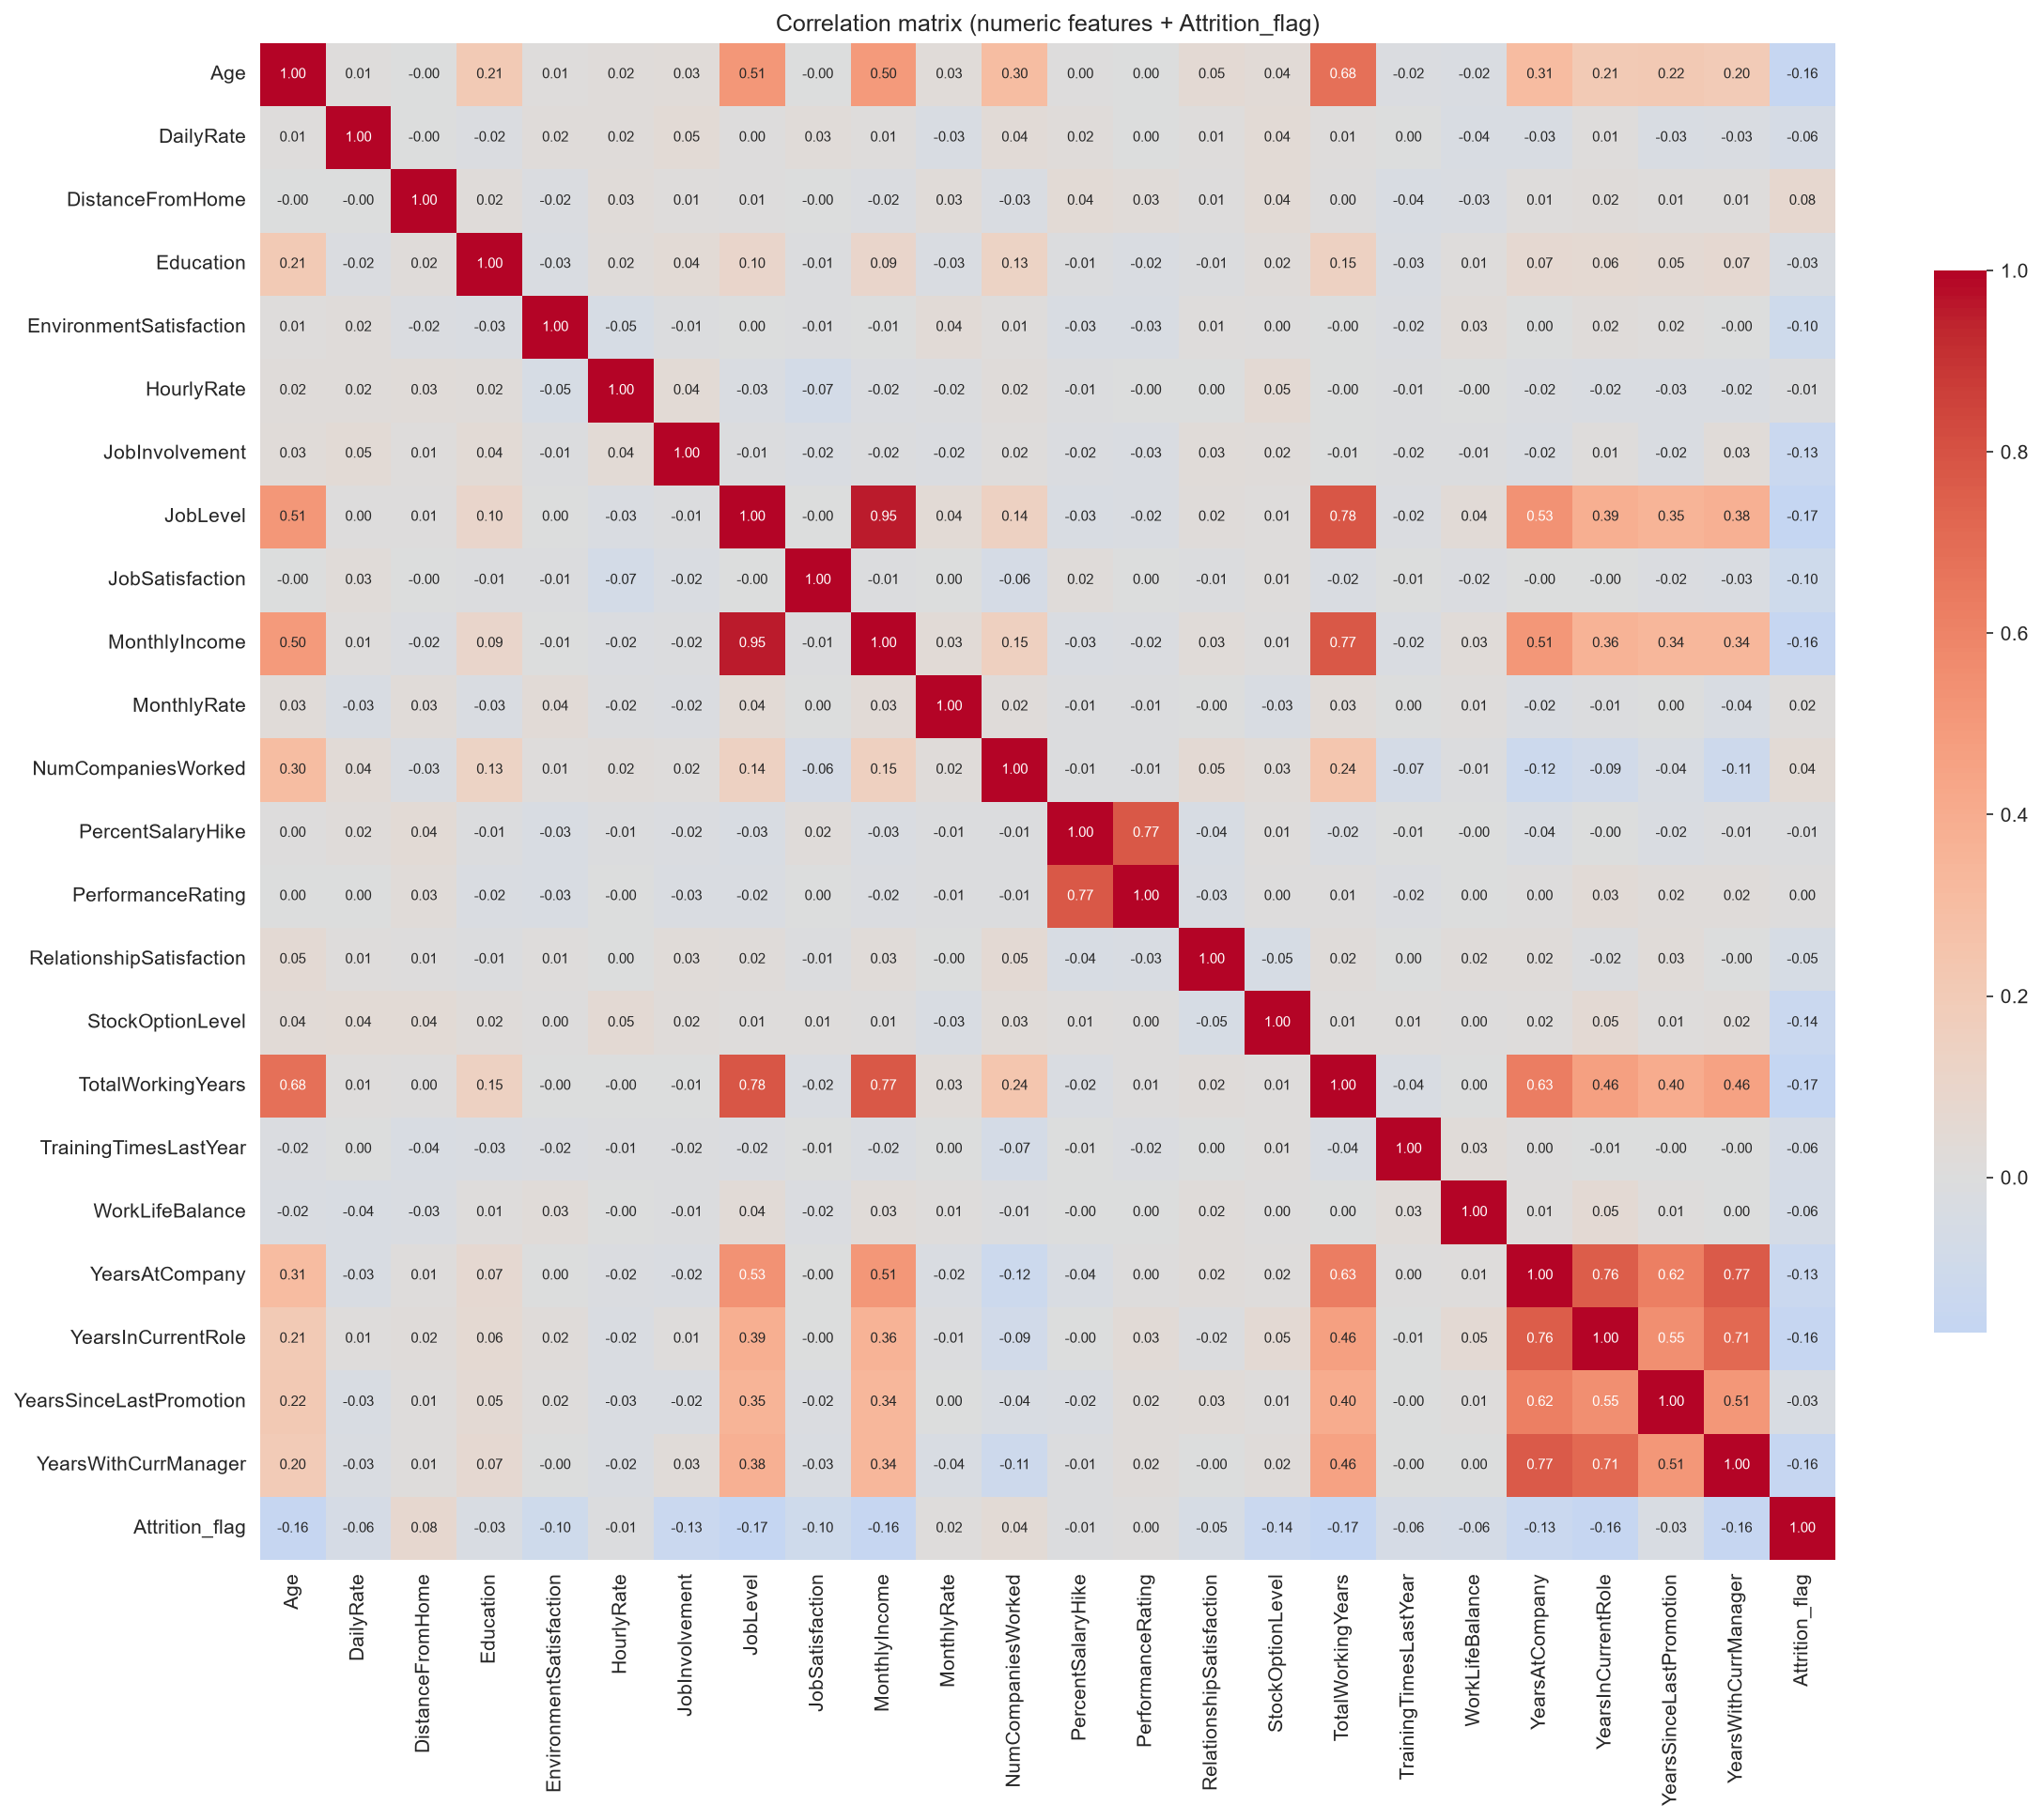 Correlation matrix (numeric features + Attrition_flag)
Age 1.00 0.01 -0.00 0.21 0.01 0.02 0.03 0.51 -0.00 0.50 0.03 0.30 0.00 0.00 0.05 0.04 0.68 -0.02 -0.02 0.31 0.21 0.22 0.20 -0.16
DailyRate 0.01 1.00 -0.00 -0.02 0.02 0.02 0.05 0.00 0.03 0.01 -0.03 0.04 0.02 0.00 0.01 0.04 0.01 0.00 -0.04 -0.03 0.01 -0.03 -0.03 -0.06
DistanceFromHome -0.00 -0.00 1.00 0.02 -0.02 0.03 0.01 0.01 -0.00 -0.02 0.03 -0.03 0.04 0.03 0.01 0.04 0.00 -0.04 -0.03 0.01 0.02 0.01 0.01 0.08
Education 0.21 -0.02 0.02 1.00 -0.03 0.02 0.04 0.10 -0.01 0.09 -0.03 0.13 -0.01 -0.02 -0.01 0.02 0.15 -0.03 0.01 0.07 0.06 0.05 0.07 -0.03
EnvironmentSatisfaction 0.01 0.02 -0.02 -0.03 1.00 -0.05 -0.01 0.00 -0.01 -0.01 0.04 0.01 -0.03 -0.03 0.01 0.00 -0.00 -0.02 0.03 0.00 0.02 0.02 -0.00 -0.10
HourlyRate 0.02 0.02 0.03 0.02 -0.05 1.00 0.04 -0.03 -0.07 -0.02 -0.02 0.02 -0.01 -0.00 0.00 0.05 -0.00 -0.01 -0.00 -0.02 -0.02 -0.03 -0.02 -0.01
JobInvolvement 0.03 0.05 0.01 0.04 -0.01 0.04 1.00 -0.01 -0.02 -0.02 -0.02 0.02 -0.02 -0.03 0.03 0.02 -0.01 -0.02 -0.01 -0.02 0.01 -0.02 0.03 -0.13
JobLevel 0.51 0.00 0.01 0.10 0.00 -0.03 -0.01 1.00 -0.00 0.95 0.04 0.14 -0.03 -0.02 0.02 0.01 0.78 -0.02 0.04 0.53 0.39 0.35 0.38 -0.17
JobSatisfaction -0.00 0.03 -0.00 -0.01 -0.01 -0.07 -0.02 -0.00 1.00 -0.01 0.00 -0.06 0.02 0.00 -0.01 0.01 -0.02 -0.01 -0.02 -0.00 -0.00 -0.02 -0.03 -0.10
MonthlyIncome 0.50 0.01 -0.02 0.09 -0.01 -0.02 -0.02 0.95 -0.01 1.00 0.03 0.15 -0.03 -0.02 0.03 0.01 0.77 -0.02 0.03 0.51 0.36 0.34 0.34 -0.16
MonthlyRate 0.03 -0.03 0.03 -0.03 0.04 -0.02 -0.02 0.04 0.00 0.03 1.00 0.02 -0.01 -0.01 -0.00 -0.03 0.03 0.00 0.01 -0.02 -0.01 0.00 -0.04 0.02
NumCompaniesWorked 0.30 0.04 -0.03 0.13 0.01 0.02 0.02 0.14 -0.06 0.15 0.02 1.00 -0.01 -0.01 0.05 0.03 0.24 -0.07 -0.01 -0.12 -0.09 -0.04 -0.11 0.04
PercentSalaryHike 0.00 0.02 0.04 -0.01 -0.03 -0.01 -0.02 -0.03 0.02 -0.03 -0.01 -0.01 1.00 0.77 -0.04 0.01 -0.02 -0.01 -0.00 -0.04 -0.00 -0.02 -0.01 -0.01
PerformanceRating 0.00 0.00 0.03 -0.02 -0.03 -0.00 -0.03 -0.02 0.00 -0.02 -0.01 -0.01 0.77 1.00 -0.03 0.00 0.01 -0.02 0.00 0.00 0.03 0.02 0.02 0.00
RelationshipSatisfaction 0.05 0.01 0.01 -0.01 0.01 0.00 0.03 0.02 -0.01 0.03 -0.00 0.05 -0.04 -0.03 1.00 -0.05 0.02 0.00 0.02 0.02 -0.02 0.03 -0.00 -0.05
StockOptionLevel 0.04 0.04 0.04 0.02 0.00 0.05 0.02 0.01 0.01 0.01 -0.03 0.03 0.01 0.00 -0.05 1.00 0.01 0.01 0.00 0.02 0.05 0.01 0.02 -0.14
TotalWorkingYears 0.68 0.01 0.00 0.15 -0.00 -0.00 -0.01 0.78 -0.02 0.77 0.03 0.24 -0.02 0.01 0.02 0.01 1.00 -0.04 0.00 0.63 0.46 0.40 0.46 -0.17
TrainingTimesLastYear -0.02 0.00 -0.04 -0.03 -0.02 -0.01 -0.02 -0.02 -0.01 -0.02 0.00 -0.07 -0.01 -0.02 0.00 0.01 -0.04 1.00 0.03 0.00 -0.01 -0.00 -0.00 -0.06
WorkLifeBalance -0.02 -0.04 -0.03 0.01 0.03 -0.00 -0.01 0.04 -0.02 0.03 0.01 -0.01 -0.00 0.00 0.02 0.00 0.00 0.03 1.00 0.01 0.05 0.01 0.00 -0.06
YearsAtCompany 0.31 -0.03 0.01 0.07 0.00 -0.02 -0.02 0.53 -0.00 0.51 -0.02 -0.12 -0.04 0.00 0.02 0.02 0.63 0.00 0.01 1.00 0.76 0.62 0.77 -0.13
YearsInCurrentRole 0.21 0.01 0.02 0.06 0.02 -0.02 0.01 0.39 -0.00 0.36 -0.01 -0.09 -0.00 0.03 -0.02 0.05 0.46 -0.01 0.05 0.76 1.00 0.55 0.71 -0.16
YearsSinceLastPromotion 0.22 -0.03 0.01 0.05 0.02 -0.03 -0.02 0.35 -0.02 0.34 0.00 -0.04 -0.02 0.02 0.03 0.01 0.40 -0.00 0.01 0.62 0.55 1.00 0.51 -0.03
YearsWithCurrManager 0.20 -0.03 0.01 0.07 -0.00 -0.02 0.03 0.38 -0.03 0.34 -0.04 -0.11 -0.01 0.02 -0.00 0.02 0.46 -0.00 0.00 0.77 0.71 0.51 1.00 -0.16
Attrition_flag -0.16 -0.06 0.08 -0.03 -0.10 -0.01 -0.13 -0.17 -0.10 -0.16 0.02 0.04 -0.01 0.00 -0.05 -0.14 -0.17 -0.06 -0.06 -0.13 -0.16 -0.03 -0.16 1.00
Age
DailyRate
DistanceFromHome
Education
EnvironmentSatisfaction
HourlyRate
JobInvolvement
JobLevel
JobSatisfaction
MonthlyIncome
MonthlyRate
NumCompaniesWorked
PercentSalaryHike
PerformanceRating
RelationshipSatisfaction
StockOptionLevel
TotalWorkingYears
TrainingTimesLastYear
WorkLifeBalance
YearsAtCompany
YearsInCurrentRole
YearsSinceLastPromotion
YearsWithCurrManager
Attrition_flag
1.0
0.8
0.6
0.4
0.2
0.0